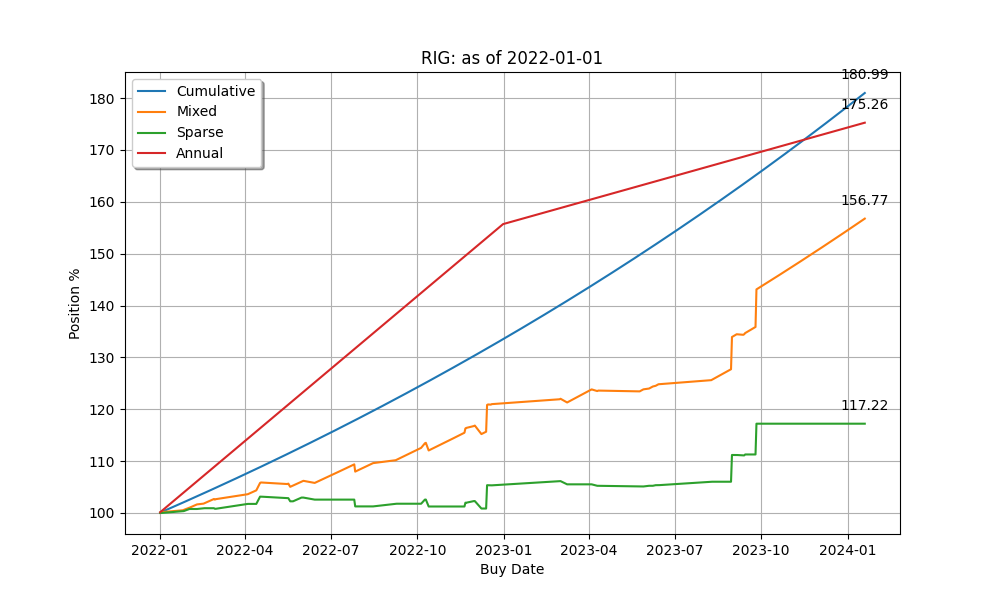 RIG: as of 2022-01-01
180.99
175.26
156.77
117.22
Cumulative
Mixed
Sparse
Annual
Position %
180
170
160
150
140
130
120
110
100
2022-01 2022-04 2022-07 2022-10 2023-01 2023-04 2023-07 2023-10 2024-01
Buy Date